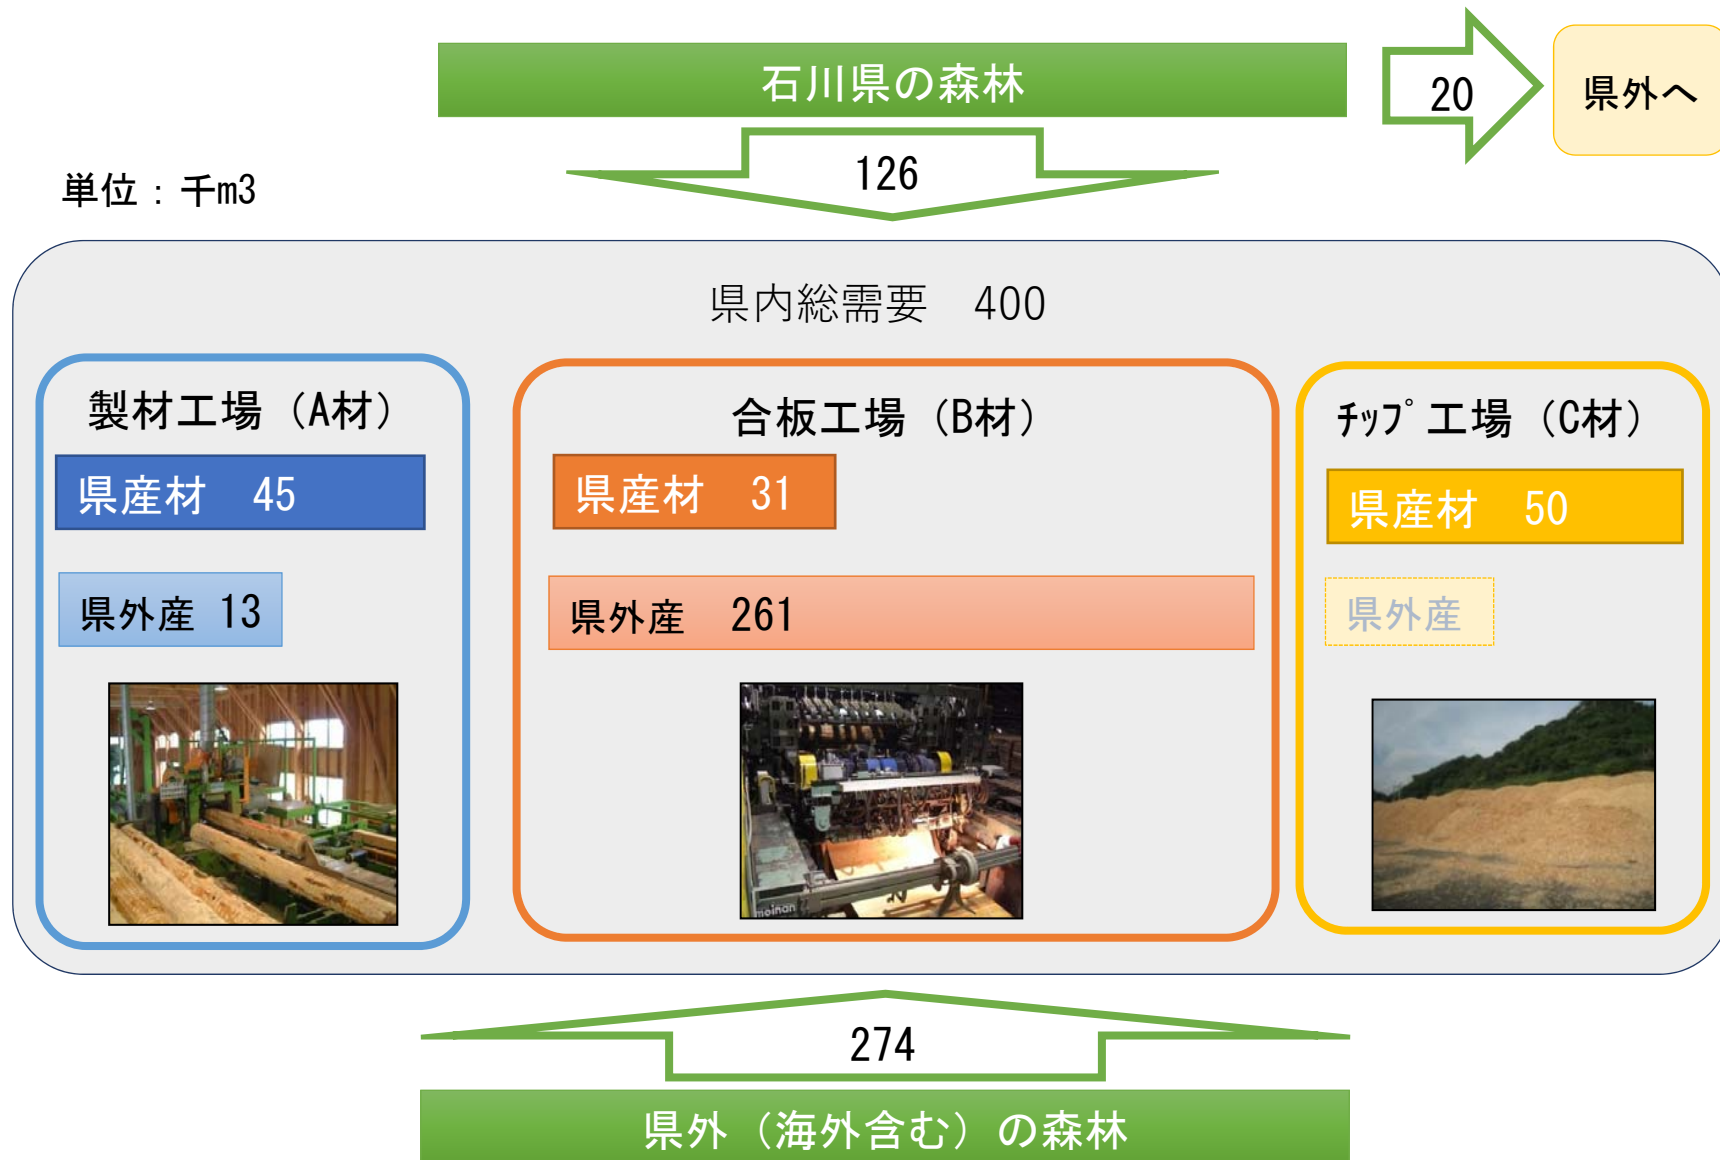 石川県の森林
20
県外へ
126
単位：千m3
県内総需要　400
製材工場（A材）
県産材　45
県外産 13
合板工場（B材）
県産材　31
県外産　261
ﾁｯﾌﾟ工場（C材）
県産材　50
県外産
moinan
274
県外（海外含む）の森林